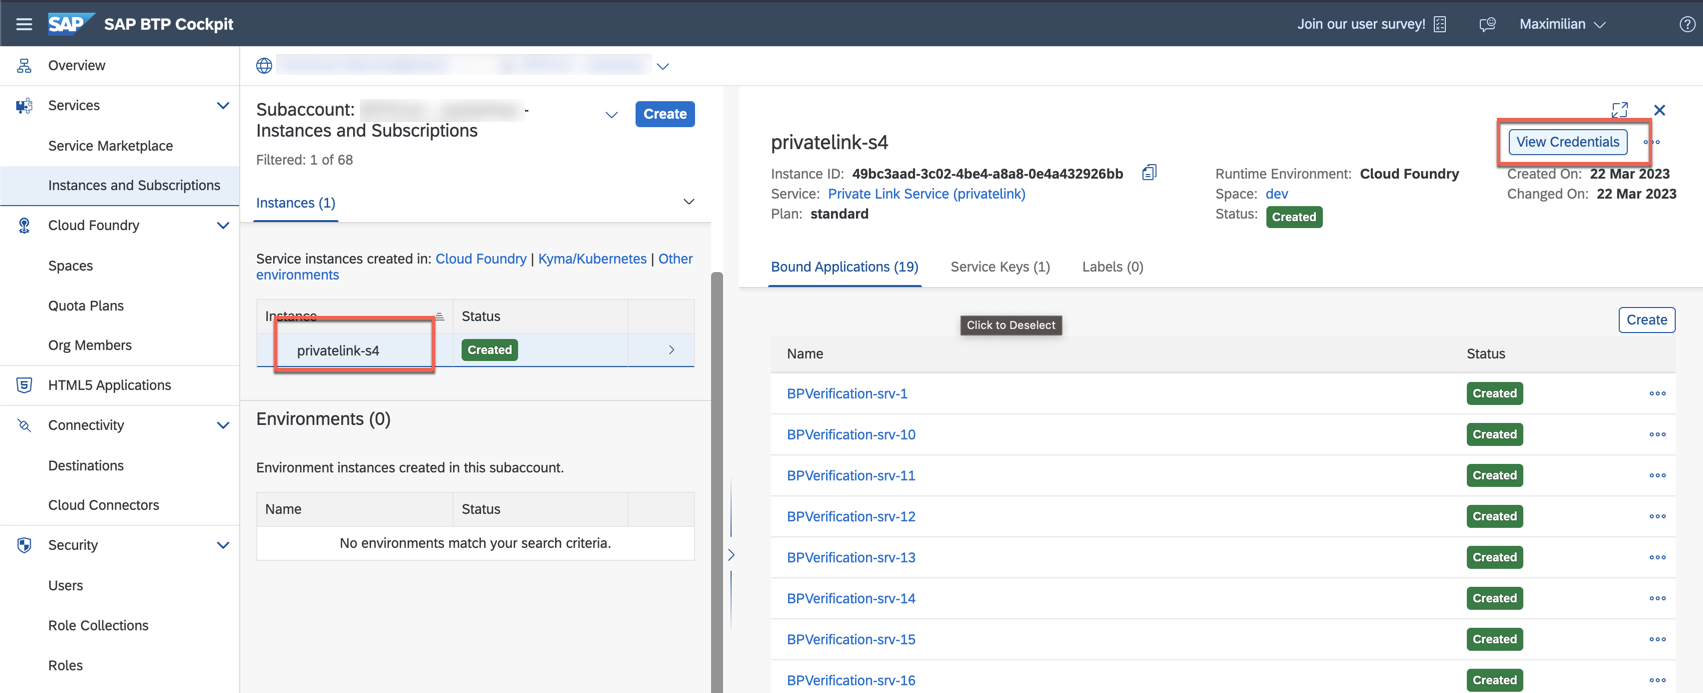 SAP SAP BTP Cockpit
Join our user survey!
Maximilian
Overview
Services
Service Marketplace
Instances and Subscriptions
Cloud Foundry
Spaces
Quota Plans
Org Members
HTML5 Applications
Connectivity
Destinations
Cloud Connectors
Security
Users
Role Collections
Roles
Subaccount: -
Instances and Subscriptions
Create
Filtered: 1 of 68
Instances (1)
Service instances created in: Cloud Foundry | Kyma/Kubernetes | Other
environments
Instance Status
privatelink-s4 Created
Environments (0)
Environment instances created in this subaccount.
Name Status
No environments match your search criteria.
privatelink-s4
View Credentials
Instance ID: 49bc3aad-3c02-4be4-a8a8-0e4a432926bb
Service: Private Link Service (privatelink)
Plan: standard
Runtime Environment: Cloud Foundry
Space: dev
Status: Created
Created On: 22 Mar 2023
Changed On: 22 Mar 2023
Bound Applications (19) Service Keys (1) Labels (0)
Create
Click to Deselect
Name Status
BPVerification-srv-1 Created
BPVerification-srv-10 Created
BPVerification-srv-11 Created
BPVerification-srv-12 Created
BPVerification-srv-13 Created
BPVerification-srv-14 Created
BPVerification-srv-15 Created
BPVerification-srv-16 Created